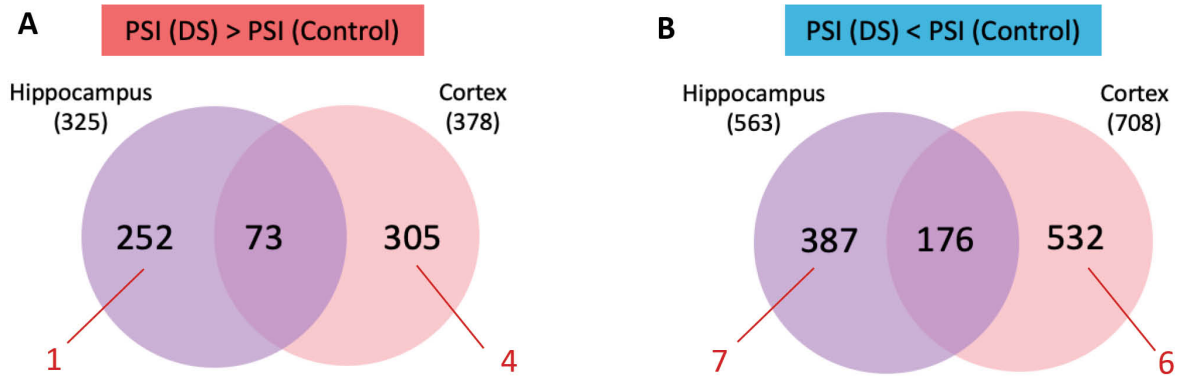 A
PSI (DS) > PSI (Control)
Hippocampus
(325)
Cortex
(378)
252
73
305
1
4
B
PSI (DS) < PSI (Control)
Hippocampus
(563)
Cortex
(708)
387
176
532
7
6